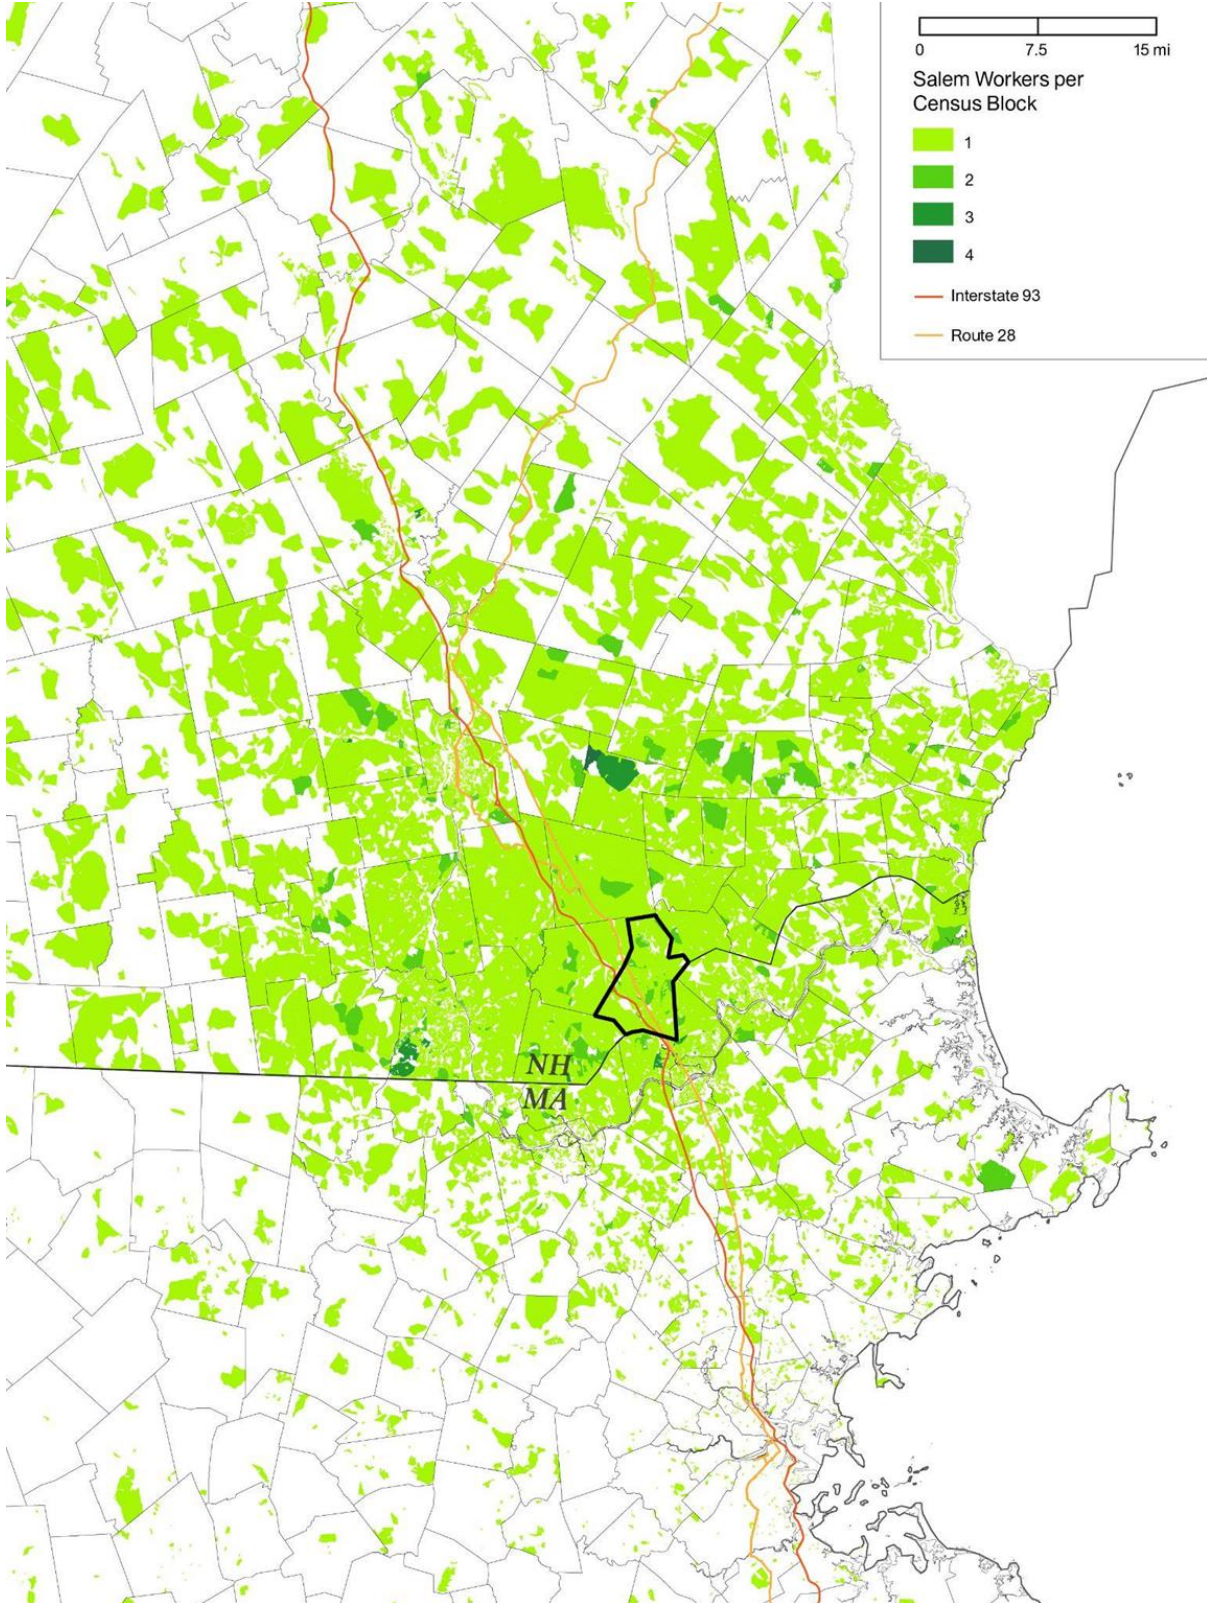 0 7.5 15 mi
Salem Workers per
Census Block
1
2
3
4
Interstate 93
Route 28
NH
MA